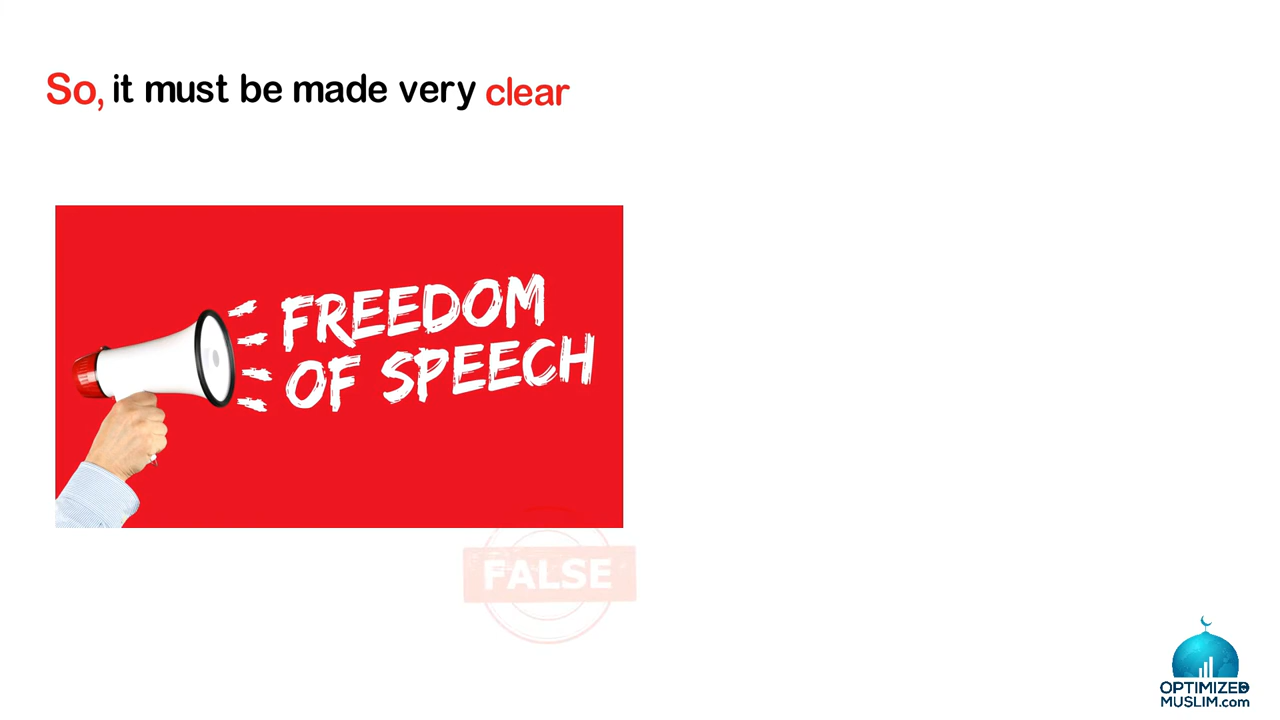 So, it must be made very clear
FREEDOM
OF SPEECH
FALSE
OPTIMIZED
MUSLIM.com